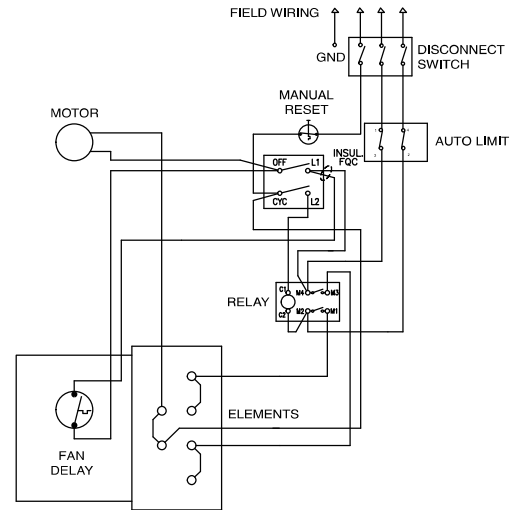 FIELD WIRING
GND
DISCONNECT
SWITCH
MANUAL
RESET
MOTOR
AUTO LIMIT
INSUL.
FQC
OFF
L1
CYC
L2
RELAY
C1
M4
M3
C2
M2
M1
ELEMENTS
FAN
DELAY